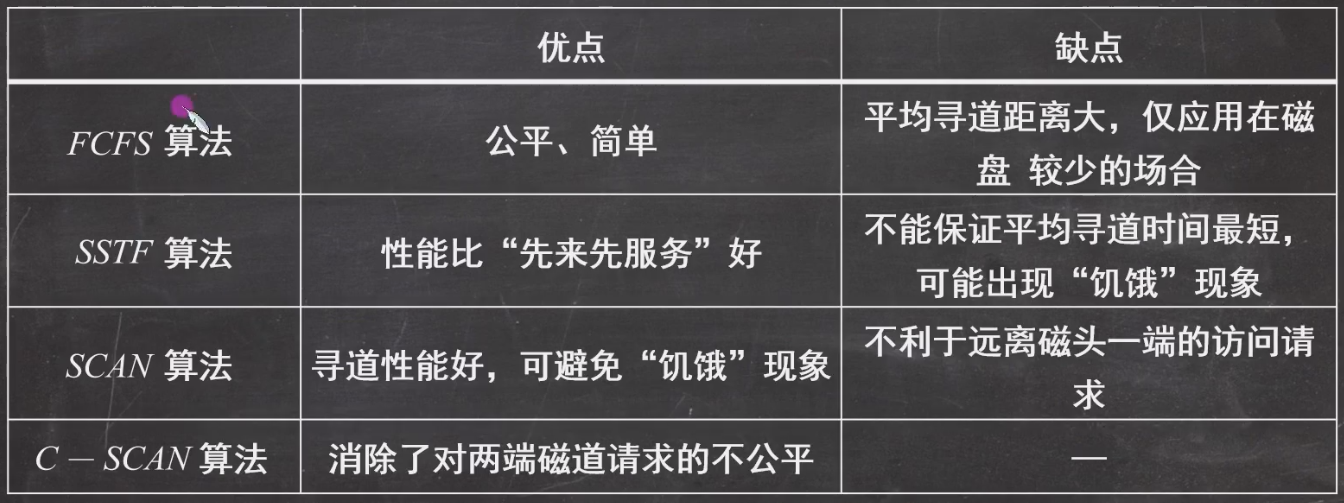 优点 缺点
FCFS 算法 公平、简单 平均寻道距离大，仅应用在磁
盘 较少的场合
SSTF 算法 性能比“先来先服务”好 不能保证平均寻道时间最短，
可能出现“饥饿”现象
SCAN 算法 寻道性能好，可避免“饥饿”现象 不利于远离磁头一端的访问请
求
C — SCAN 算法 消除了对两端磁道请求的不公平 —